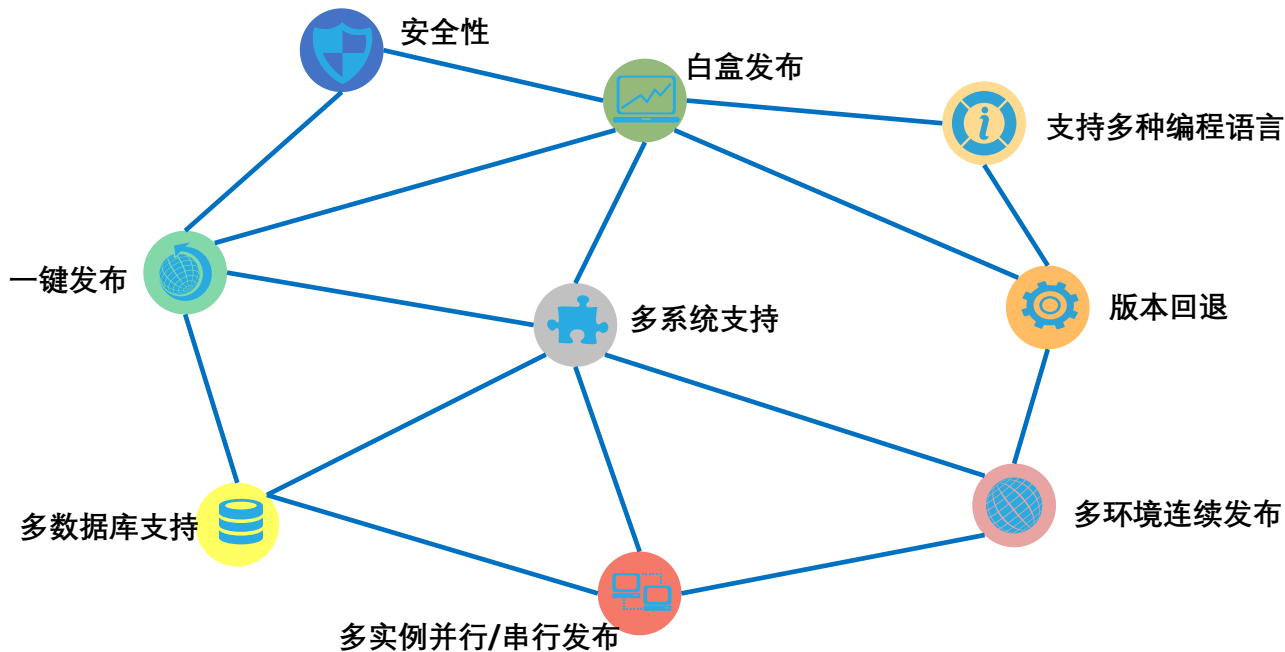 安全性
白盒发布
支持多种编程语言
一键发布
多系统支持
版本回退
多数据库支持
多环境连续发布
多实例并行/串行发布